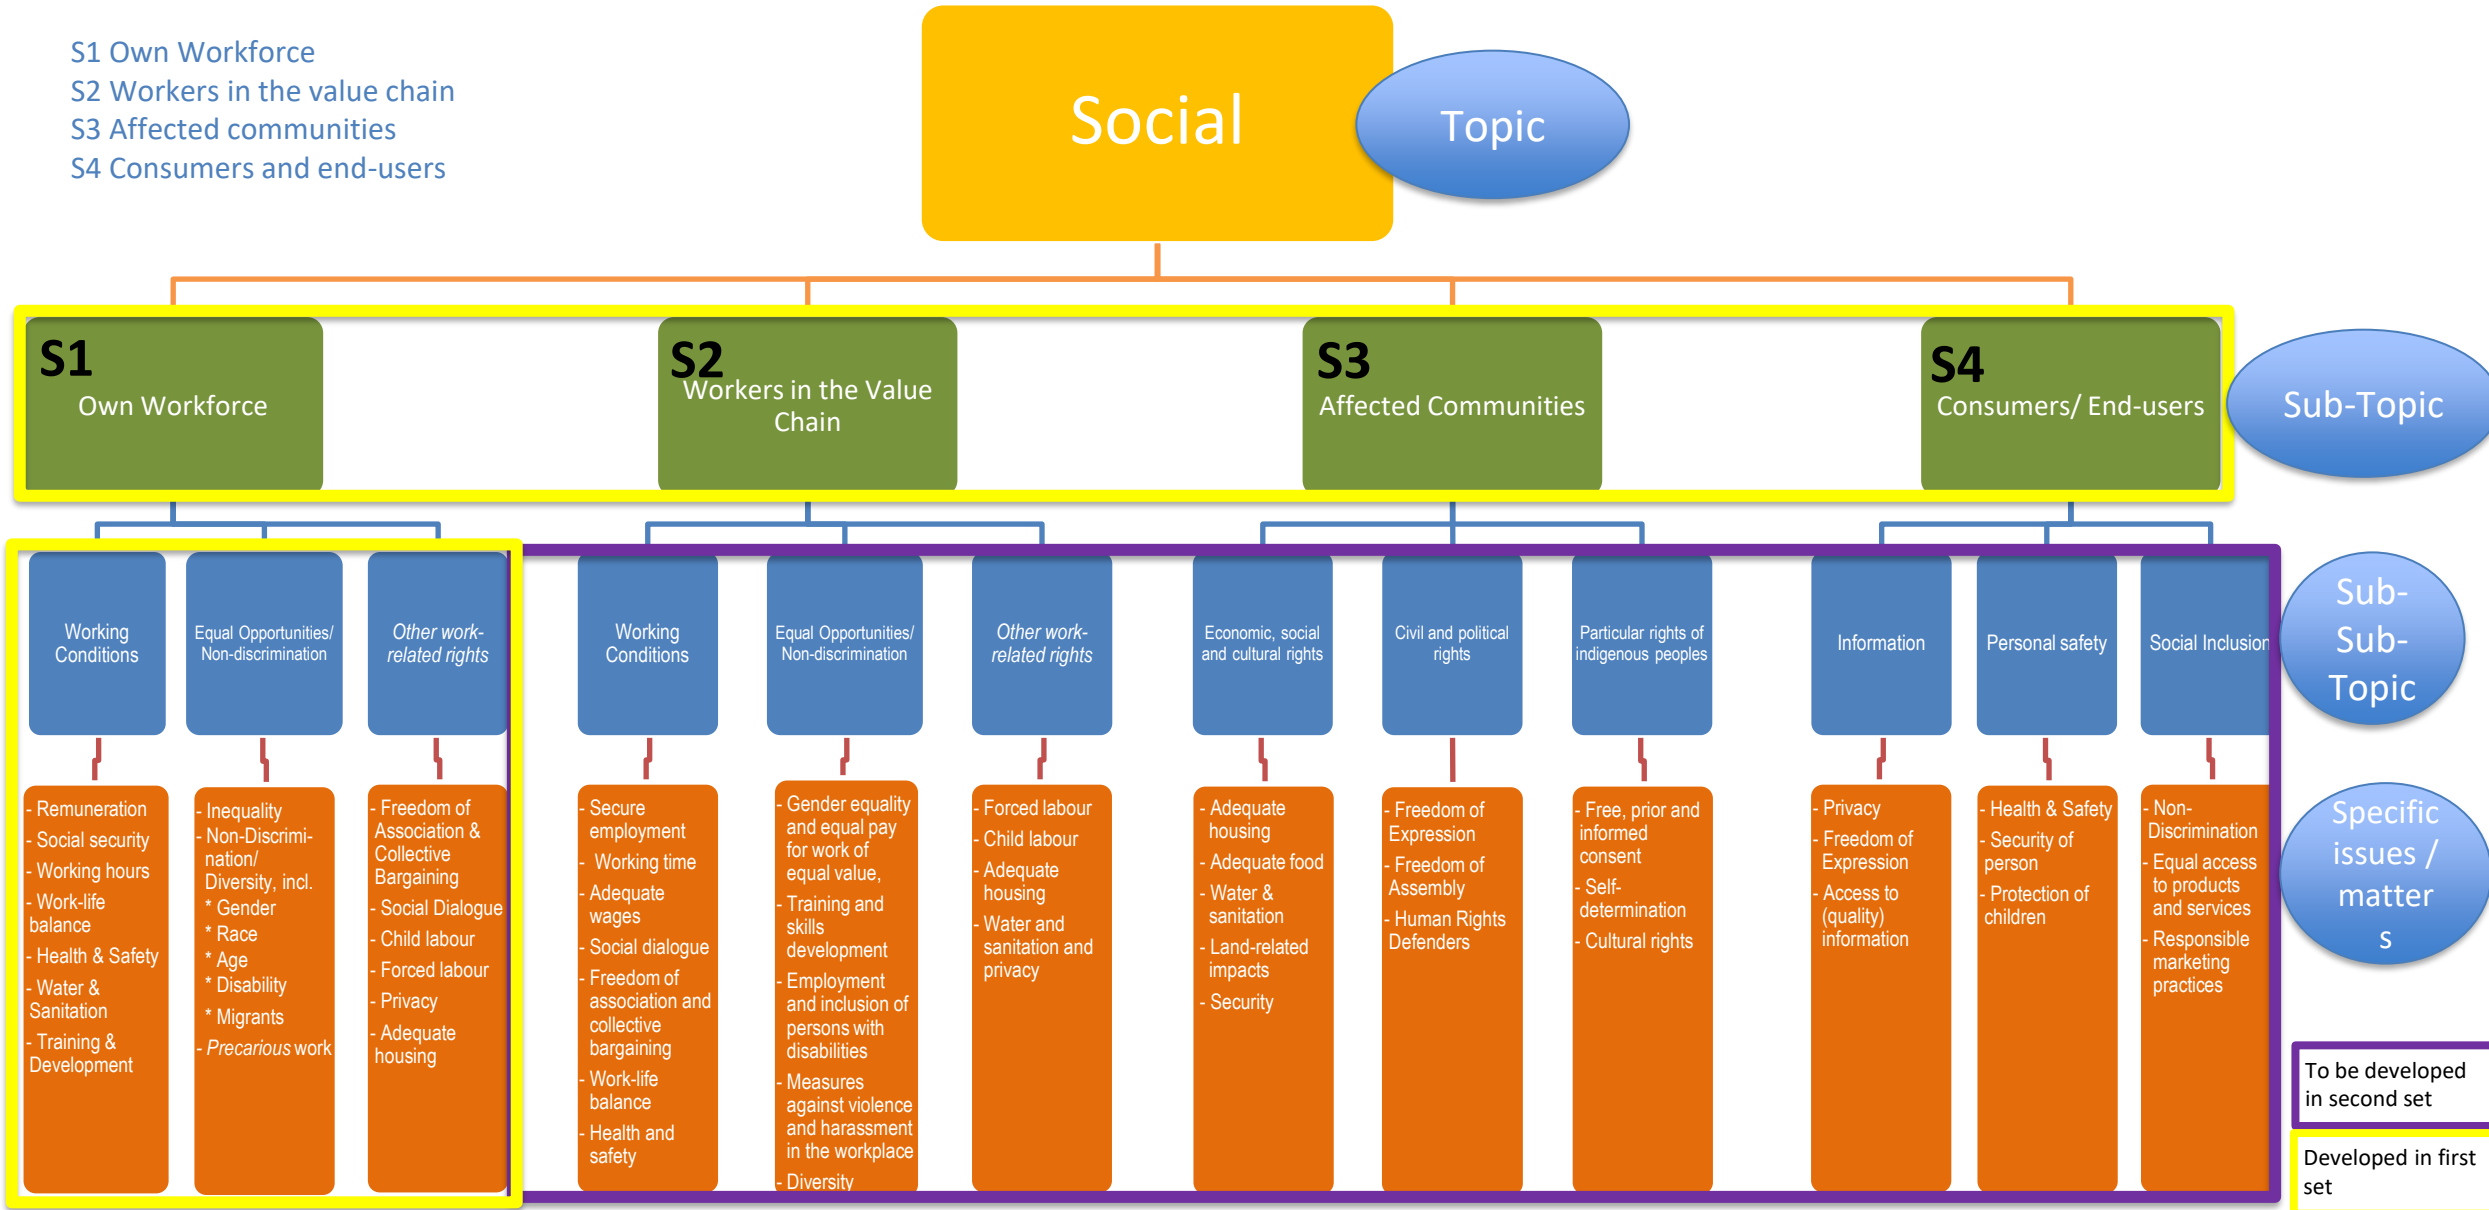 S1 Own Workforce
S2 Workers in the value chain
S3 Affected communities
S4 Consumers and end-users
Social
Topic
S1
Own Workforce
S2
Workers in the Value
Chain
S3
Affected Communities
S4
Consumers/ End-users
Sub-Topic
Working
Conditions
Equal Opportunities/
Non-discrimination
Other work-
related rights
Working
Conditions
Equal Opportunities/
Non-discrimination
Other work-
related rights
Economic, social
and cultural rights
Civil and political
rights
Particular rights of
indigenous peoples
Information
Personal safety
Social Inclusion
Sub-
Sub-
Topic
- Remuneration
- Social security
- Working hours
- Work-life
balance
- Health & Safety
- Water &
Sanitation
- Training &
Development
- Inequality
- Non-Discrimi-
nation/
Diversity, incl.
* Gender
* Race
* Age
* Disability
* Migrants
- Precarious work
- Freedom of
Association &
Collective
Bargaining
- Social Dialogue
- Child labour
- Forced labour
- Privacy
- Adequate
housing
- Secure
employment
- Working time
- Adequate
wages
- Social dialogue
- Freedom of
association and
collective
bargaining
- Work-life
balance
- Health and
safety
- Gender equality
and equal pay
for work of
equal value,
- Training and
skills
development
- Employment
and inclusion of
persons with
disabilities
- Measures
against violence
and harassment
in the workplace
- Diversity
- Forced labour
- Child labour
- Adequate
housing
- Water and
sanitation and
privacy
- Adequate
housing
- Adequate food
- Water &
sanitation
- Land-related
impacts
- Security
- Freedom of
Expression
- Freedom of
Assembly
- Human Rights
Defenders
- Free, prior and
informed
consent
- Self-
determination
- Cultural rights
- Privacy
- Freedom of
Expression
- Access to
(quality)
information
- Health & Safety
- Security of
person
- Protection of
children
- Non-
Discrimination
- Equal access
to products
and services
- Responsible
marketing
practices
Specific
issues /
matter
s
To be developed
in second set
Developed in first
set